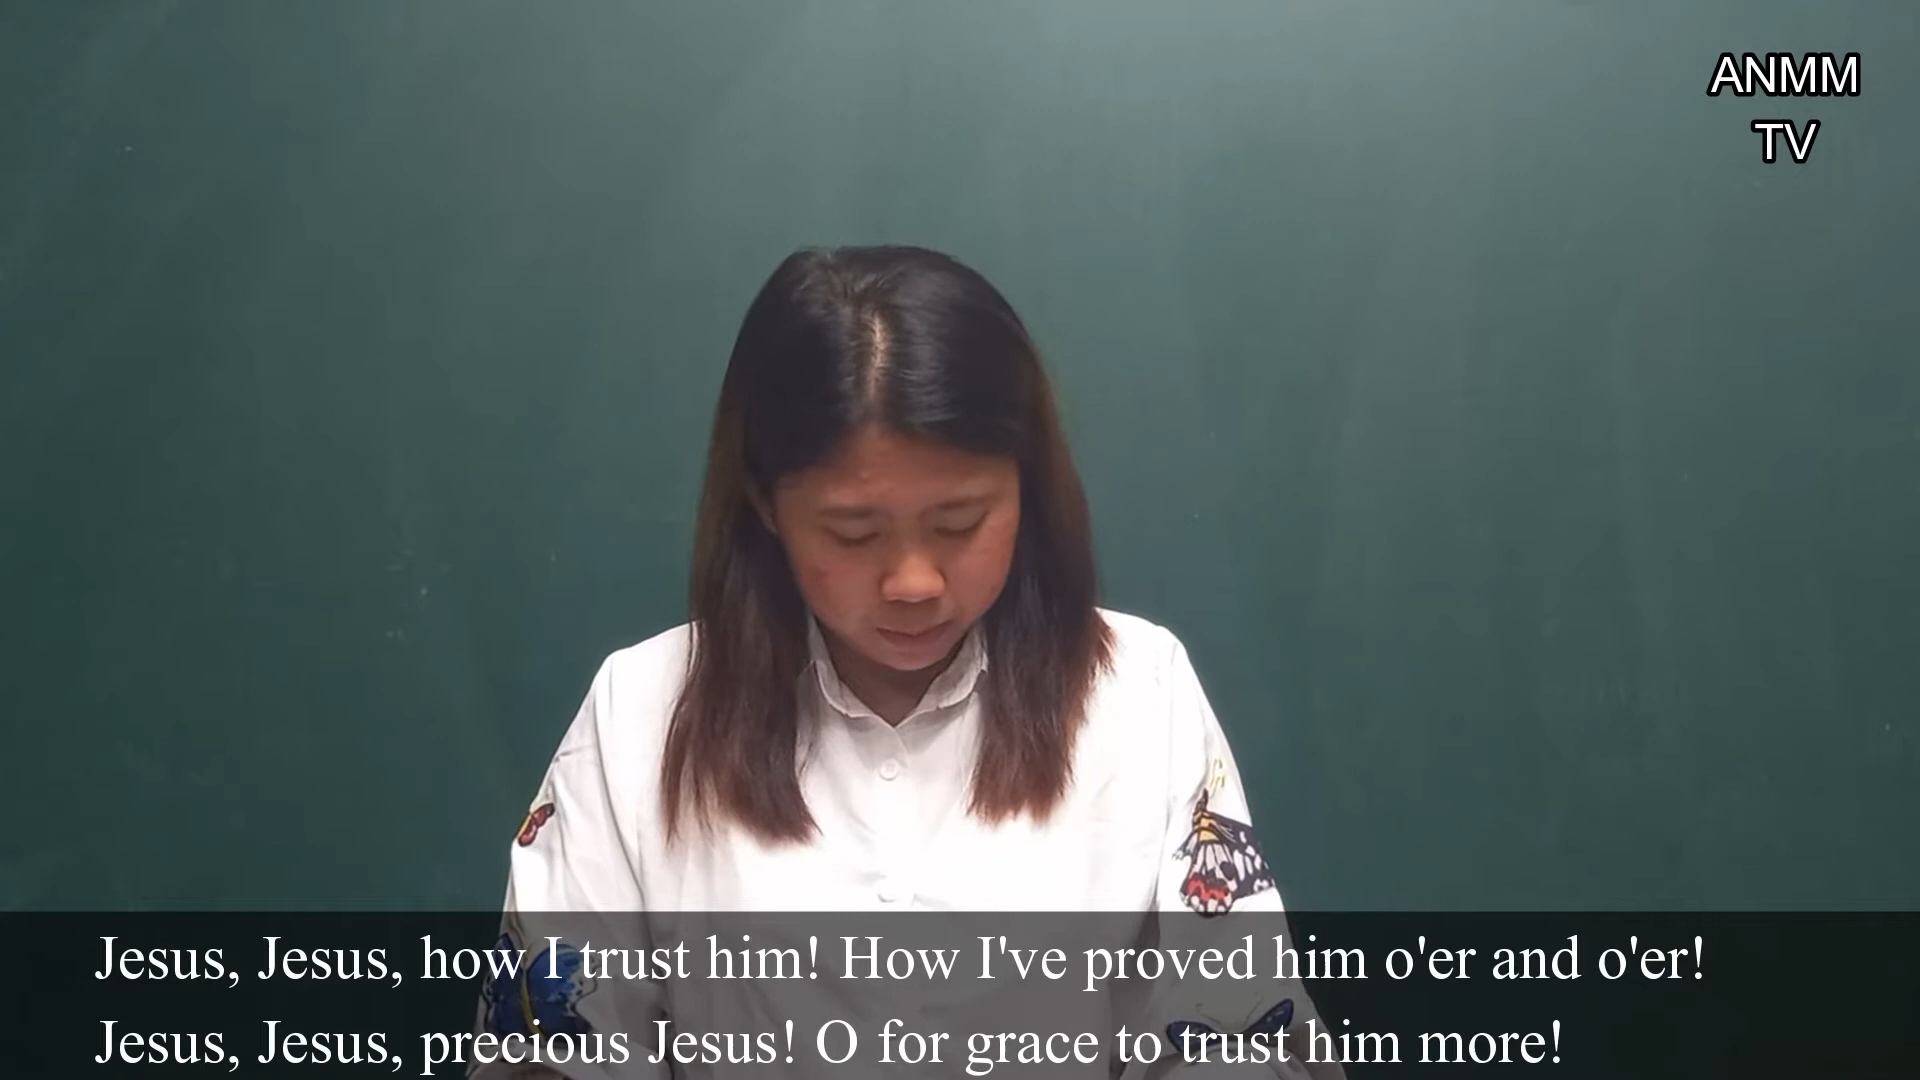 ANMM
TV
Jesus, Jesus, how I trust him! How I've proved him o'er and o'er!
Jesus, Jesus, precious Jesus! O for grace to trust him more!